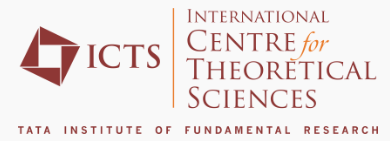 ICTS
INTERNATIONAL
CENTRE for
THEORETICAL
SCIENCES
TATA INSTITUTE OF FUNDAMENTAL RESEARCH